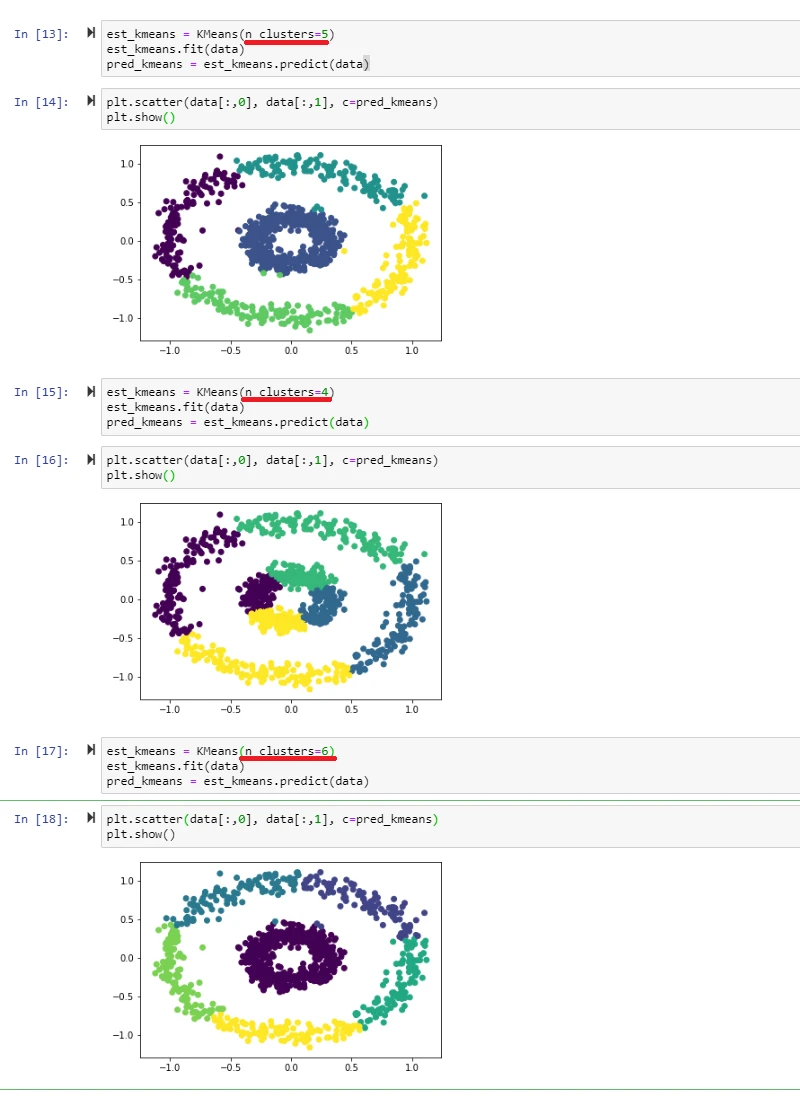 In [13]:
est_kmeans = KMeans(n_clusters=5)
est_kmeans.fit(data)
pred_kmeans = est_kmeans.predict(data)
In [14]:
plt.scatter(data[:,0], data[:,1], c=pred_kmeans)
plt.show()
1.0
0.5
0.0
−0.5
−1.0
−1.0 −0.5 0.0 0.5 1.0
In [15]:
est_kmeans = KMeans(n_clusters=4)
est_kmeans.fit(data)
pred_kmeans = est_kmeans.predict(data)
In [16]:
plt.scatter(data[:,0], data[:,1], c=pred_kmeans)
plt.show()
1.0
0.5
0.0
−0.5
−1.0
−1.0 −0.5 0.0 0.5 1.0
In [17]:
est_kmeans = KMeans(n_clusters=6)
est_kmeans.fit(data)
pred_kmeans = est_kmeans.predict(data)
In [18]:
plt.scatter(data[:,0], data[:,1], c=pred_kmeans)
plt.show()
1.0
0.5
0.0
−0.5
−1.0
−1.0 −0.5 0.0 0.5 1.0